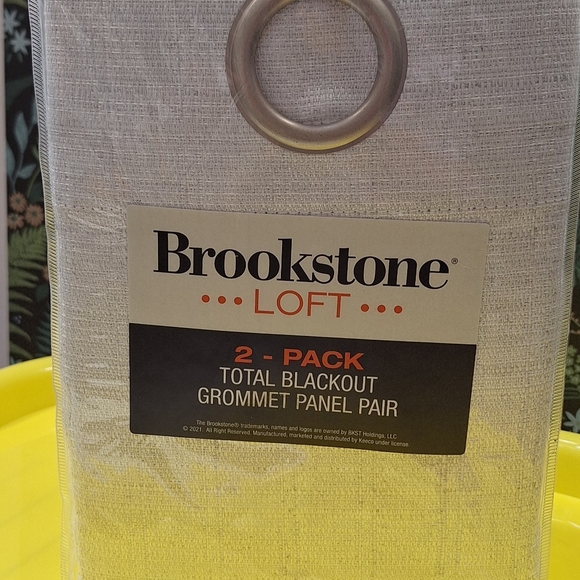 Brookstone®
••• LOFT •••
2 - PACK
TOTAL BLACKOUT
GROMMET PANEL PAIR
The Brookstone® trademarks, names and logos are owned by BKST Holdings, LLC
© 2021. All Right Reserved. Manufactured, marketed and distributed by Keeco under license